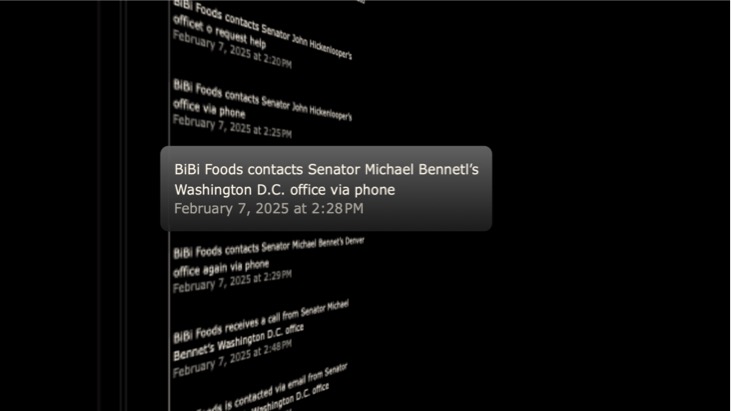 BiBi Foods contacts Senator John Hickenlooper's
officet o request help
February 7, 2025 at 2:20PM
BiBi Foods contacts Senator John Hickenlooper's
office via phone
February 7, 2025 at 2:25PM
BiBi Foods contacts Senator Michael Bennetl's
Washington D.C. office via phone
February 7, 2025 at 2:28PM
BiBi Foods contacts Senator Michael Bennet's Denver
office again via phone
February 7, 2025 at 2:29PM
BiBi Foods receives a call from Senator Michael
Bennet's Washington D.C. office
February 7, 2025 at 2:48PM
Foods is contacted via email from Senator
Washington D.C. office